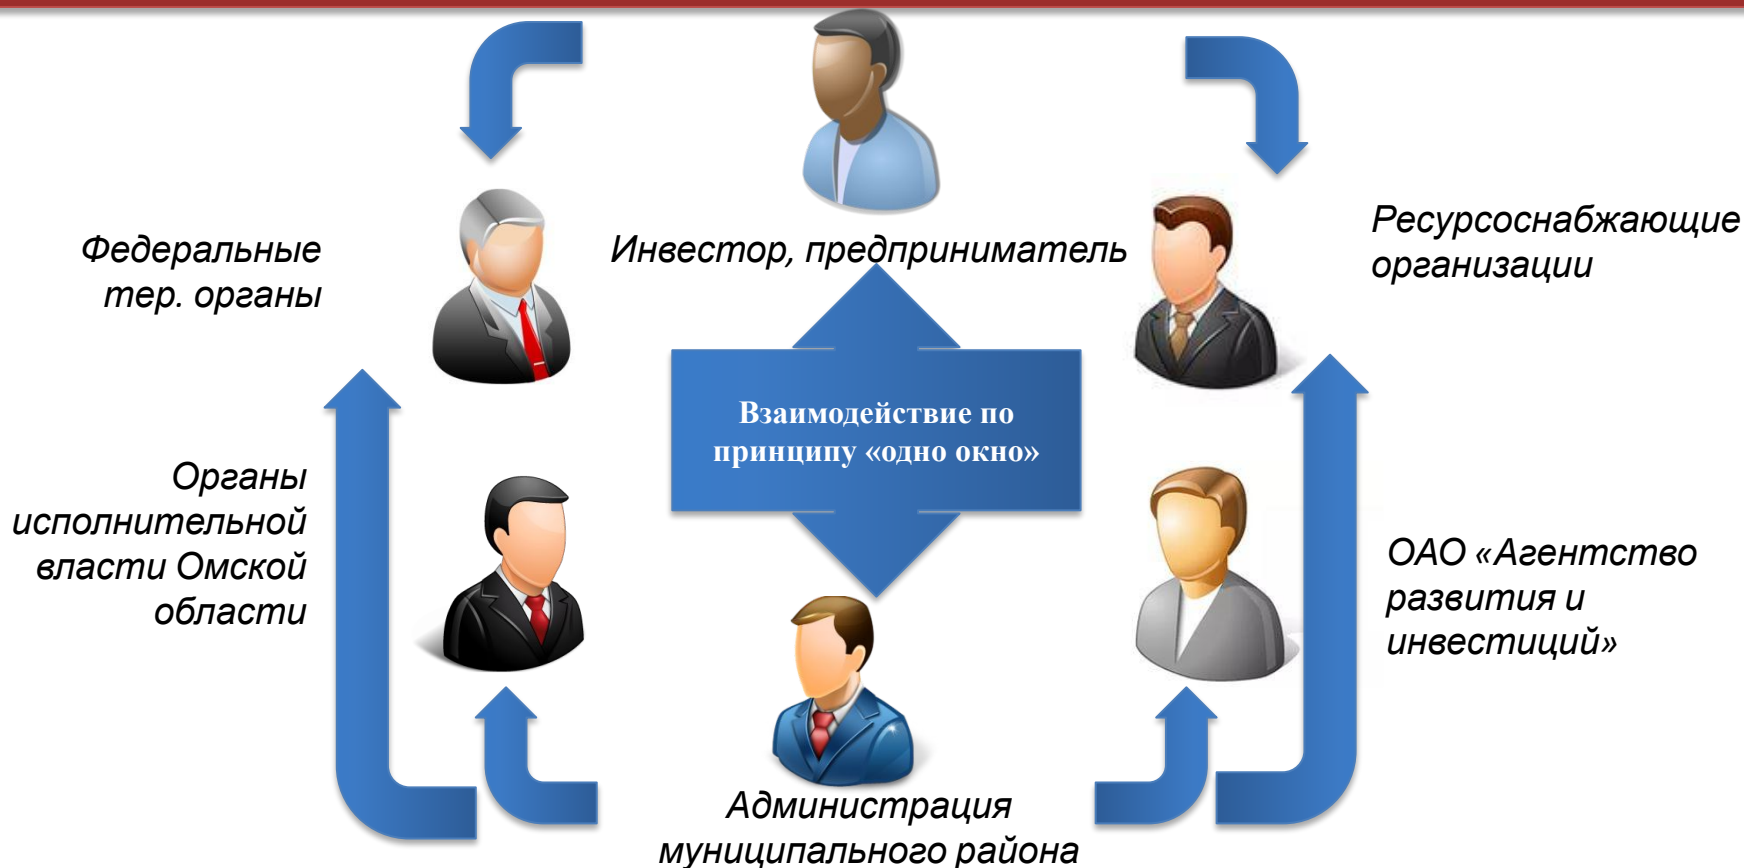 Федеральные
тер. органы
Инвестор, предприниматель
Ресурсоснабжающие
организации
Взаимодействие по
принципу «одно окно»
Органы
исполнительной
власти Омской
области
ОАО «Агентство
развития и
инвестиций»
Администрация
муниципального района